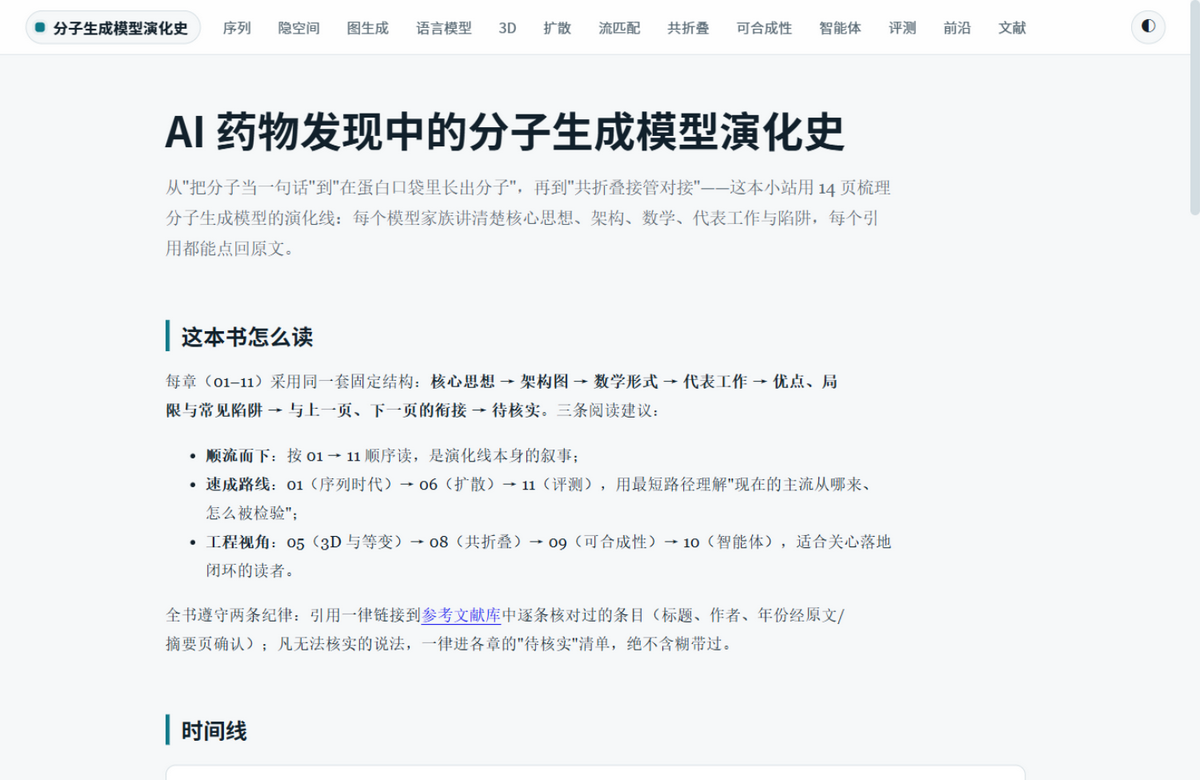 分子生成模型演化史
序列
隐空间
图生成
语言模型
3D
扩散
流匹配
共折叠
可合成性
智能体
评测
前沿
文献
AI 药物发现中的分子生成模型演化史
从"把分子当一句话"到"在蛋白口袋里长出分子"，再到"共折叠接管对接"——这本小站用 14 页梳理
分子生成模型的演化线：每个模型家族讲清楚核心思想、架构、数学、代表工作与陷阱，每个引
用都能点回原文。
这本书怎么读
每章（01–11）采用同一套固定结构：核心思想 → 架构图 → 数学形式 → 代表工作 → 优点、局
限与常见陷阱 → 与上一页、下一页的衔接 → 待核实。三条阅读建议：
• 顺流而下：按 01 → 11 顺序读，是演化线本身的叙事；
• 速成路线：01（序列时代）→ 06（扩散）→ 11（评测），用最短路径理解"现在的主流从哪来、
怎么被检验"；
• 工程视角：05（3D 与等变）→ 08（共折叠）→ 09（可合成性）→ 10（智能体），适合关心落地
闭环的读者。
全书遵守两条纪律：引用一律链接到参考文献库中逐条核对过的条目（标题、作者、年份经原文/
摘要页确认）；凡无法核实的说法，一律进各章的"待核实"清单，绝不含糊带过。
时间线